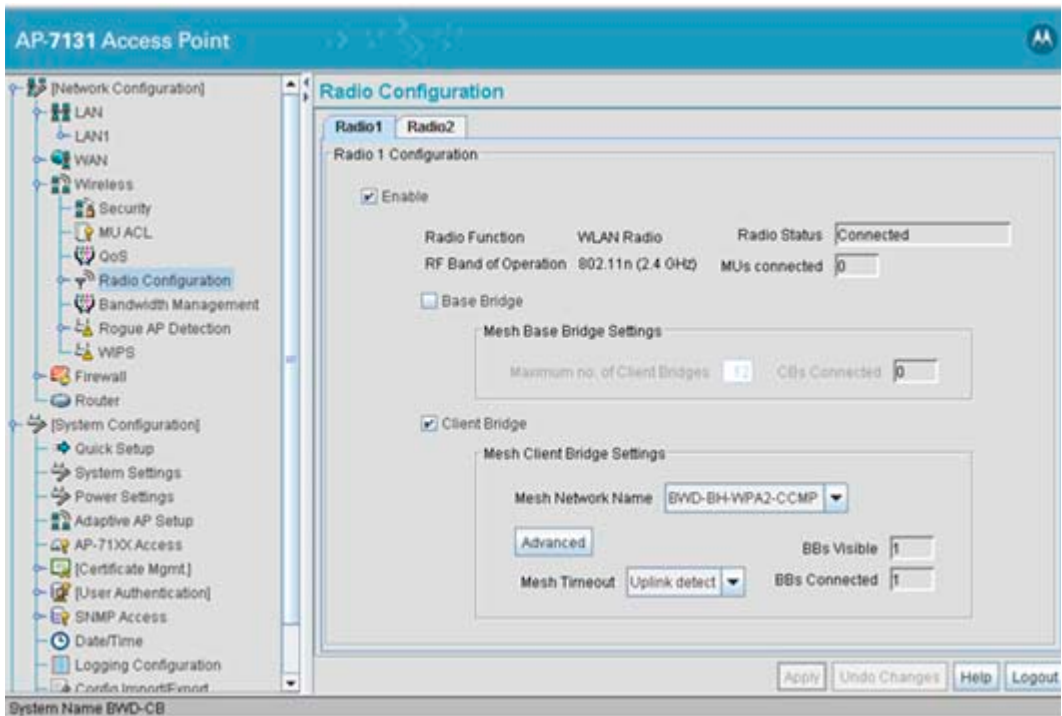 AP-7131 Access Point
[Network Configuration]
LAN
LAN1
WAN
Wireless
Security
MU ACL
QoS
Radio Configuration
Bandwidth Management
Rogue AP Detection
WIPS
Firewall
Router
[System Configuration]
Quick Setup
System Settings
Power Settings
Adaptive AP Setup
AP-71XX Access
[Certificate Mgmt.]
[User Authentication]
SNMP Access
Date/Time
Logging Configuration
Config Import/Export
Radio Configuration
Radio1 Radio2
Radio 1 Configuration
Enable
Radio Function WLAN Radio Radio Status Connected
RF Band of Operation 802.11n (2.4 GHz) MUs connected 0
Base Bridge
Mesh Base Bridge Settings
Maximum no. of Client Bridges 12 CBs Connected 0
Client Bridge
Mesh Client Bridge Settings
Mesh Network Name BWD-BH-WPA2-CCMP
Advanced BBs Visible 1
Mesh Timeout Uplink detect BBs Connected 1
Apply Undo Changes Help Logout
System Name BWD-CB